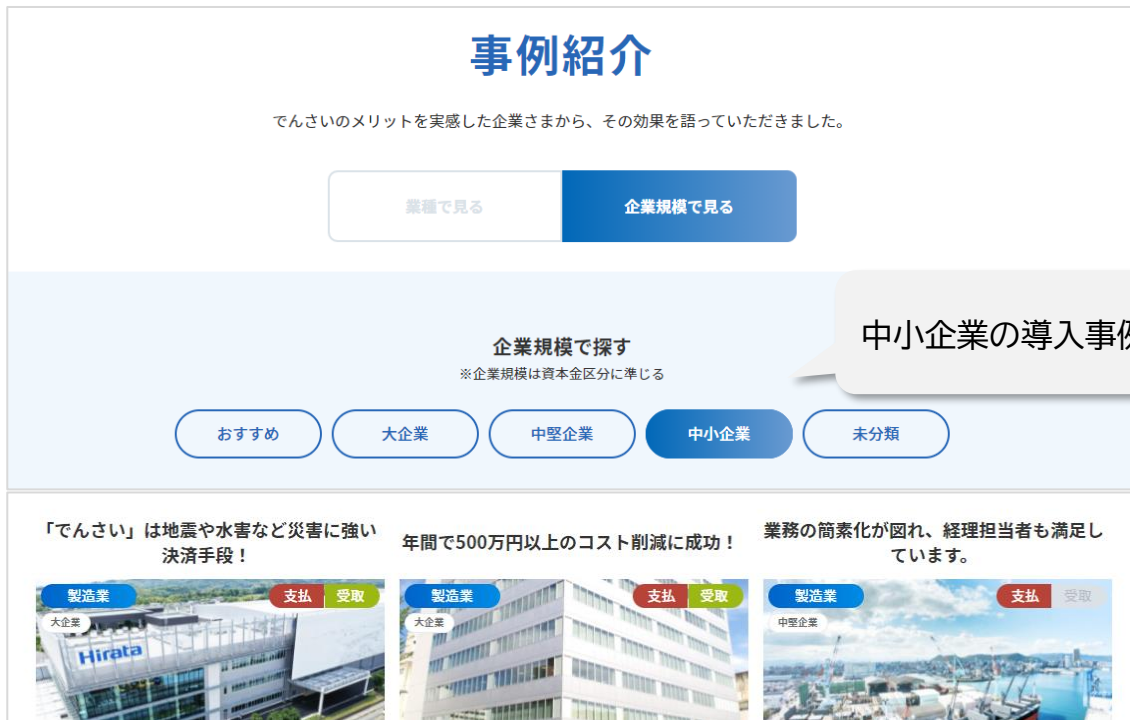 事例紹介
でんさいのメリットを実感した企業さまから、その効果を語っていただきました。
業種で見る
企業規模で見る
中小企業の導入事例
企業規模で探す
※企業規模は資本金区分に準じる
おすすめ
大企業
中堅企業
中小企業
未分類
「でんさい」は地震や水害など災害に強い
決済手段！
製造業
支払
受取
大企業
Hirata
年間で500万円以上のコスト削減に成功！
製造業
支払
受取
大企業
業務の簡素化が図れ、経理担当者も満足し
ています。
製造業
支払
受取
中堅企業